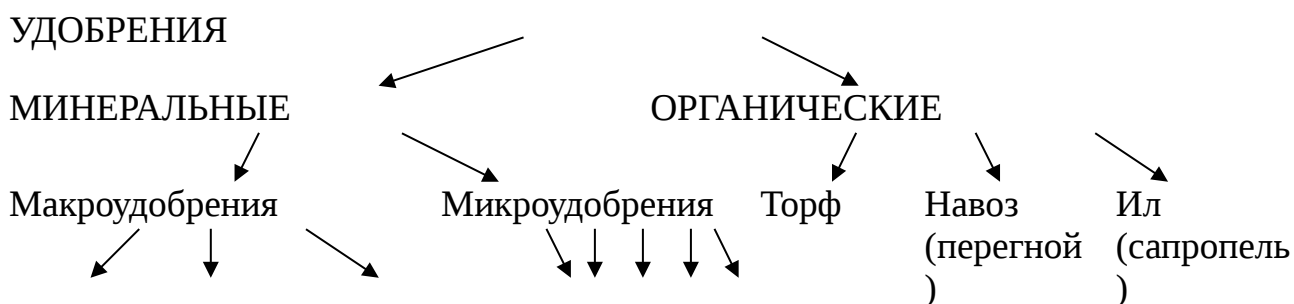 УДОБРЕНИЯ
МИНЕРАЛЬНЫЕ ОРГАНИЧЕСКИЕ
Макроудобрения Микроудобрения Торф Навоз Ил
(перегной (сапропель
) )